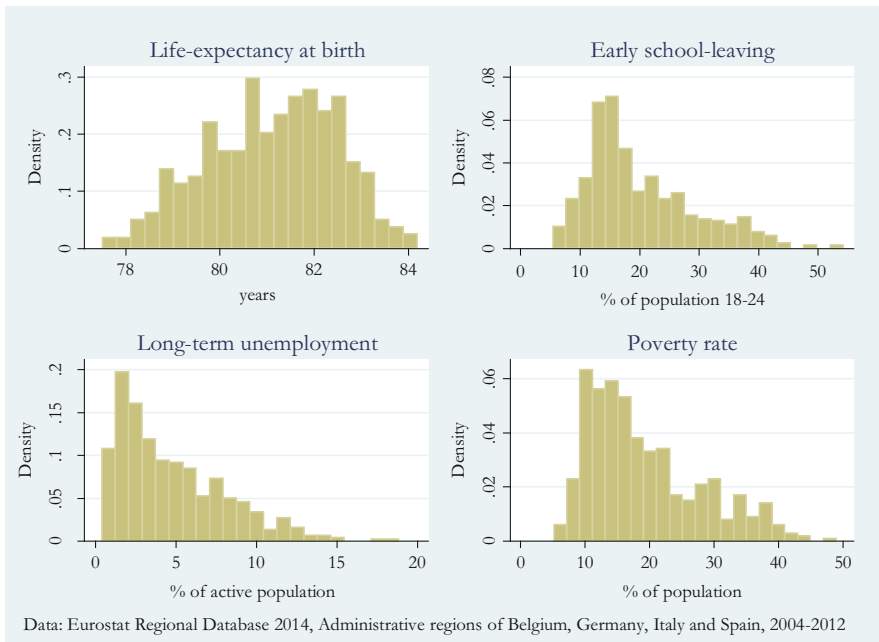 Life-expectancy at birth
Density
0 .1 .2 .3
78 80 82 84
years
Early school-leaving
Density
0 .02 .04 .06 .08
0 10 20 30 40 50
% of population 18-24
Long-term unemployment
Density
0 .05 .1 .15 .2
0 5 10 15 20
% of active population
Poverty rate
Density
0 .02 .04 .06
0 10 20 30 40 50
% of population
Data: Eurostat Regional Database 2014, Administrative regions of Belgium, Germany, Italy and Spain, 2004-2012